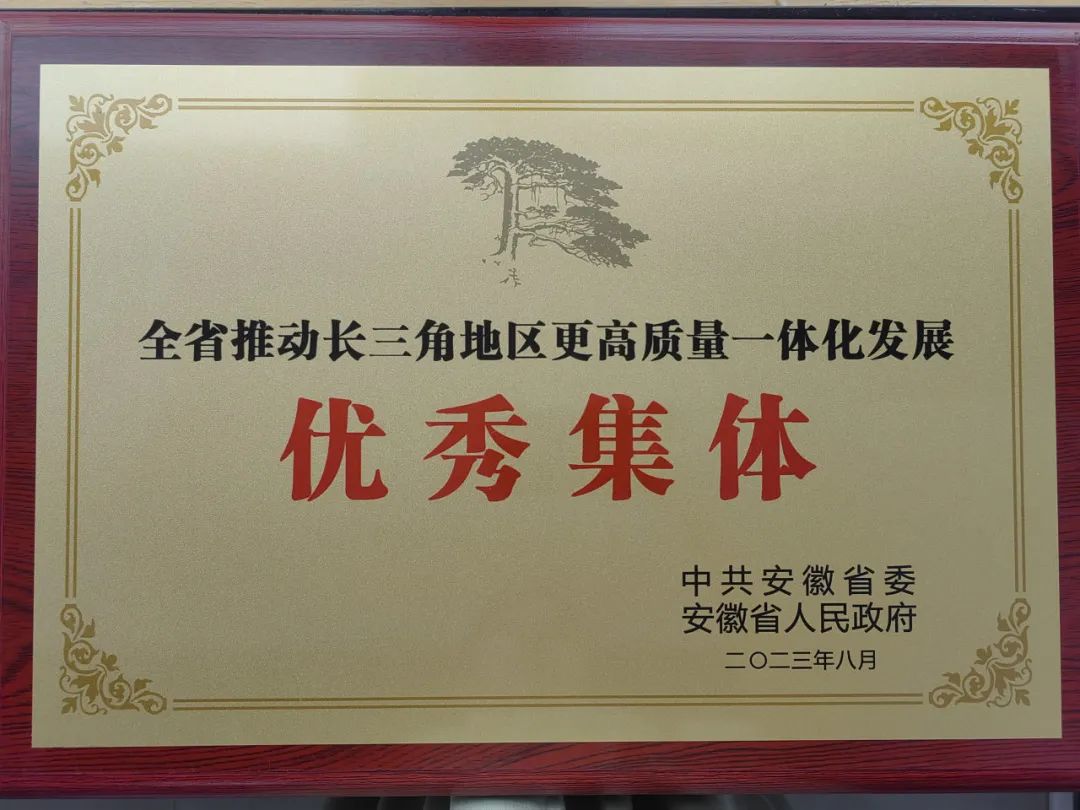 全省推动长三角地区更高质量一体化发展
优秀集体
中共安徽省委
安徽省人民政府
二〇二三年八月